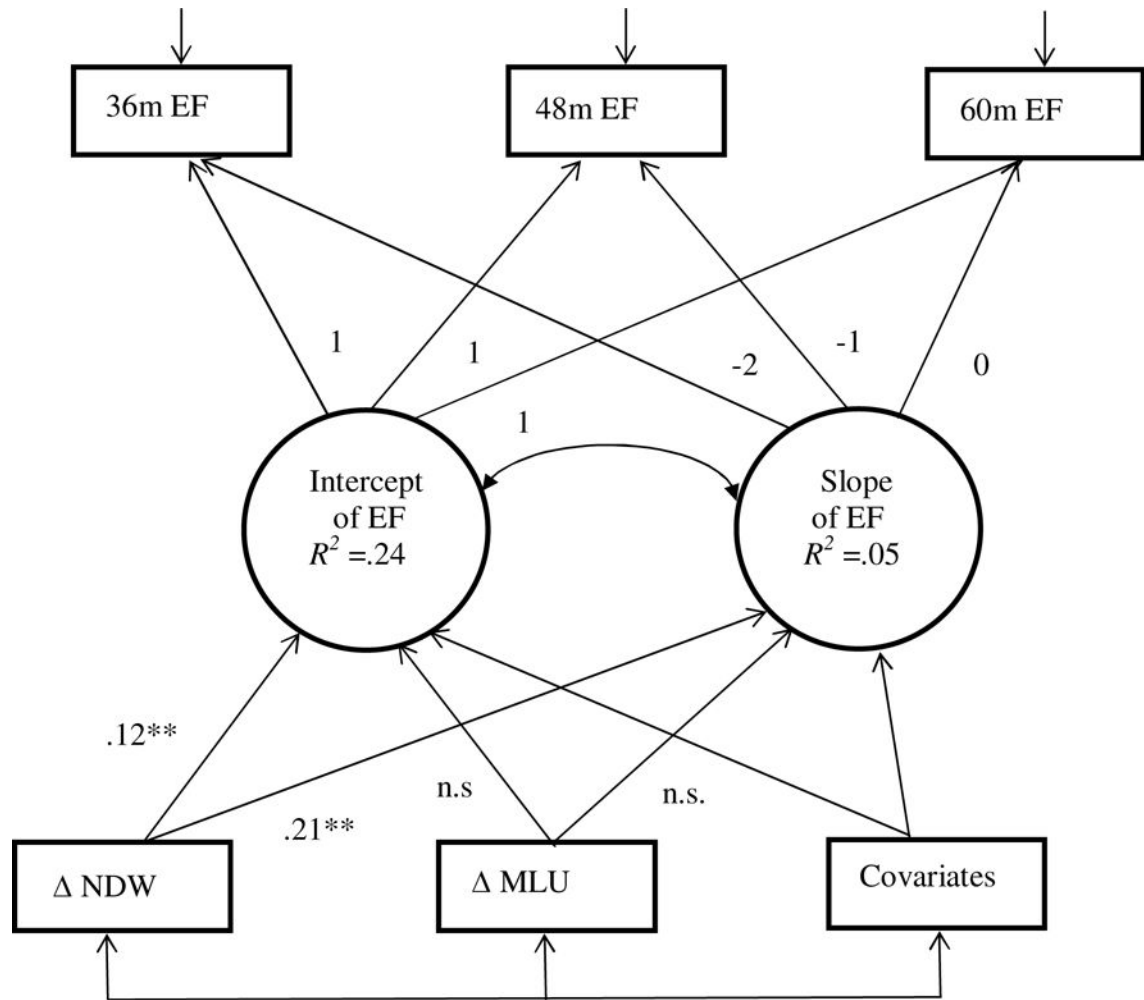 36m EF
48m EF
60m EF
1
1
-2
-1
0
1
Intercept
of EF
R² =.24
Slope
of EF
R² =.05
.12**
.21**
n.s
n.s.
Δ NDW
Δ MLU
Covariates